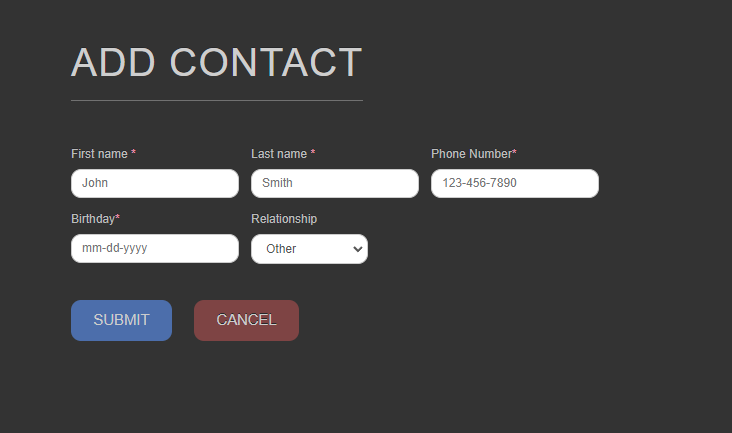 ADD CONTACT
First name * Last name * Phone Number*
John Smith 123-456-7890
Birthday* Relationship
mm-dd-yyyy Other
SUBMIT CANCEL